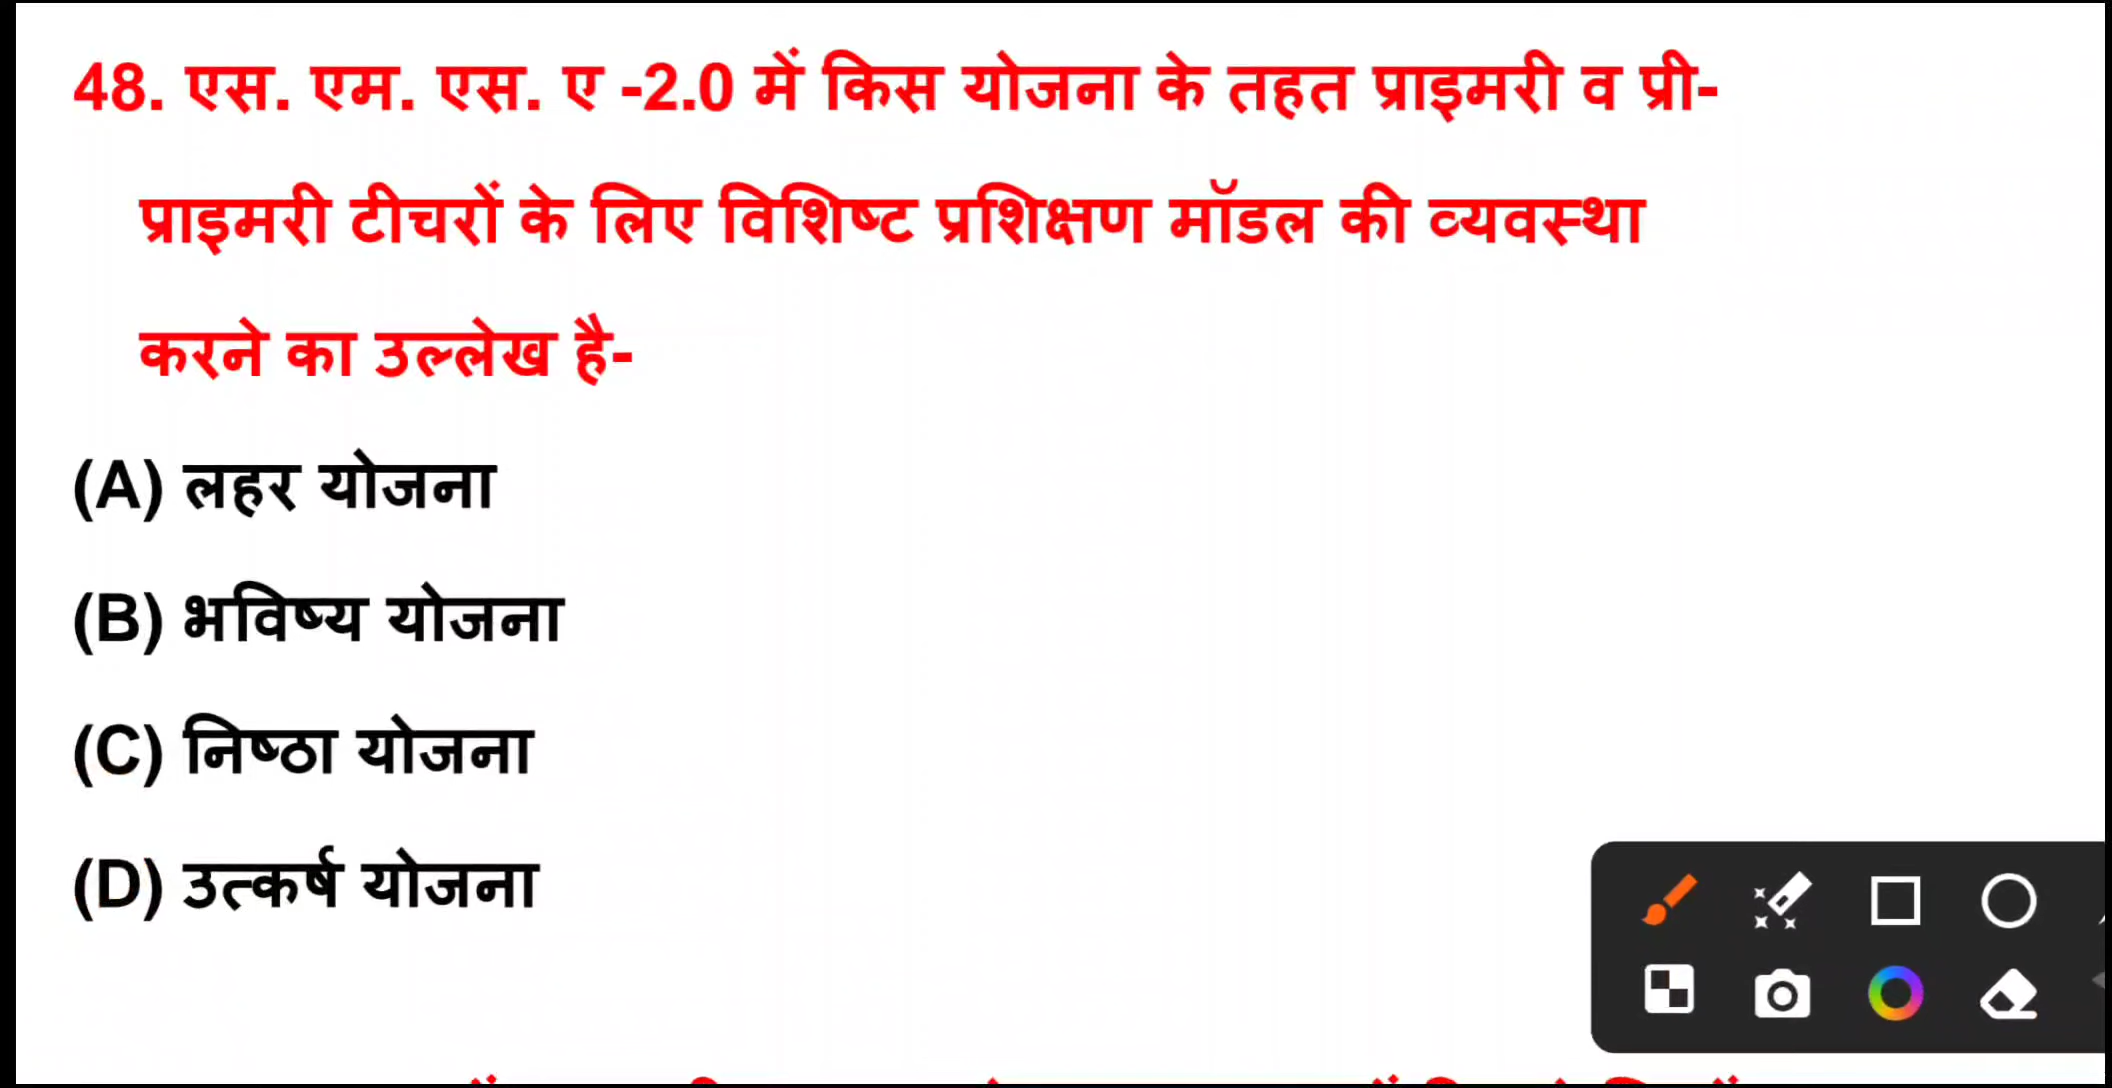 48. एस. एम. एस. ए -2.0 में किस योजना के तहत प्राइमरी व प्री-
प्राइमरी टीचरों के लिए विशिष्ट प्रशिक्षण मॉडल की व्यवस्था
करने का उल्लेख है-
(A) लहर योजना
(B) भविष्य योजना
(C) निष्ठा योजना
(D) उत्कर्ष योजना